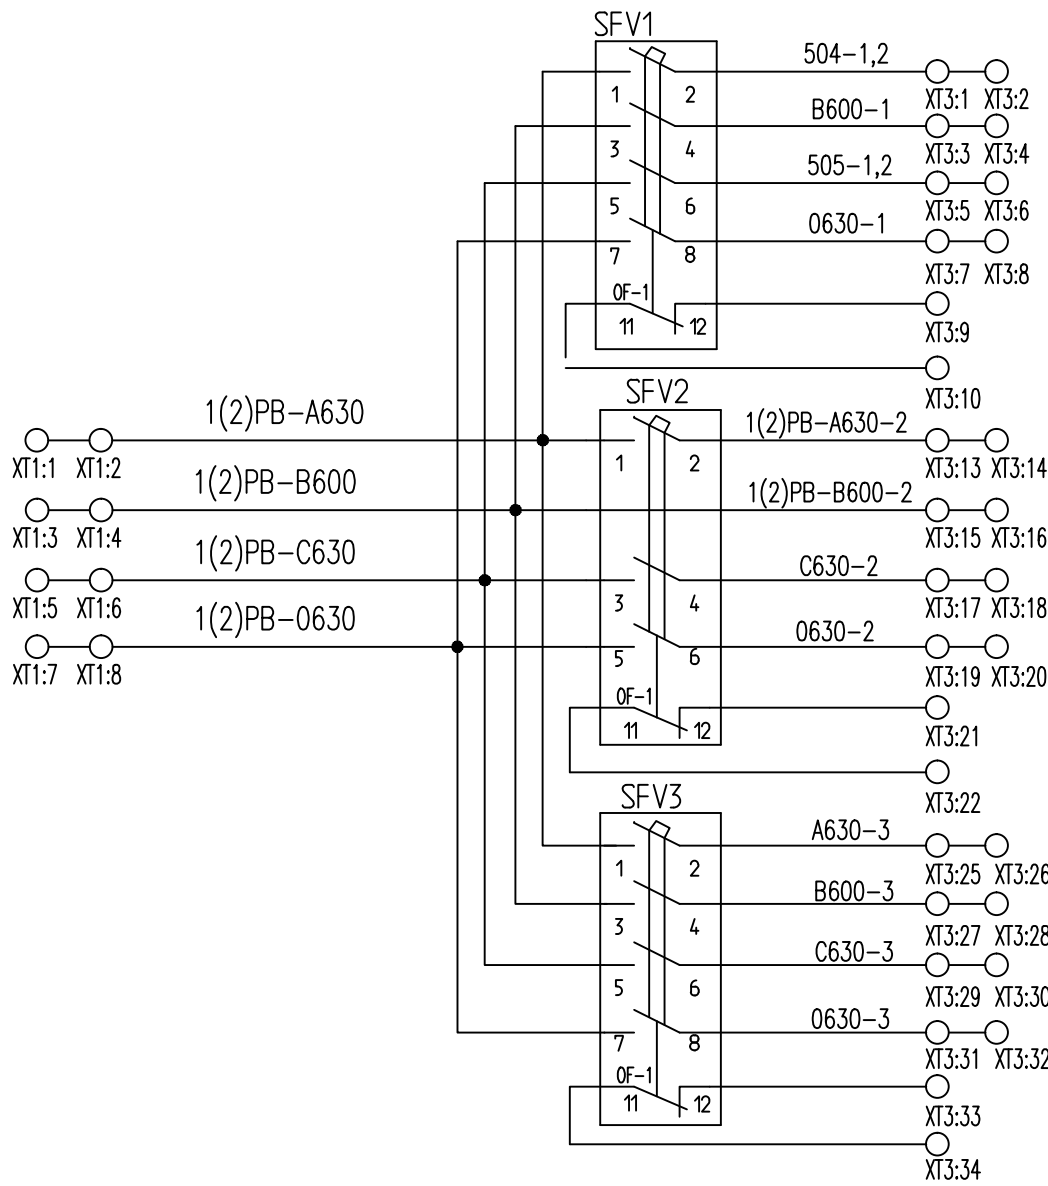 SFV1
504-1,2
1 2
XT3:1 XT3:2
B600-1
3 4
XT3:3 XT3:4
505-1,2
5 6
XT3:5 XT3:6
0630-1
7 8
XT3:7 XT3:8
OF-1
11 12
XT3:9
XT3:10
SFV2
1(2)PB-A630
1(2)PB-A630-2
XT1:1 XT1:2
1 2
XT3:13 XT3:14
1(2)PB-B600
1(2)PB-B600-2
XT1:3 XT1:4
XT3:15 XT3:16
1(2)PB-C630
C630-2
XT1:5 XT1:6
3 4
XT3:17 XT3:18
1(2)PB-0630
0630-2
XT1:7 XT1:8
5 6
XT3:19 XT3:20
OF-1
11 12
XT3:21
XT3:22
SFV3
A630-3
1 2
XT3:25 XT3:26
B600-3
3 4
XT3:27 XT3:28
C630-3
5 6
XT3:29 XT3:30
0630-3
7 8
XT3:31 XT3:32
OF-1
11 12
XT3:33
XT3:34